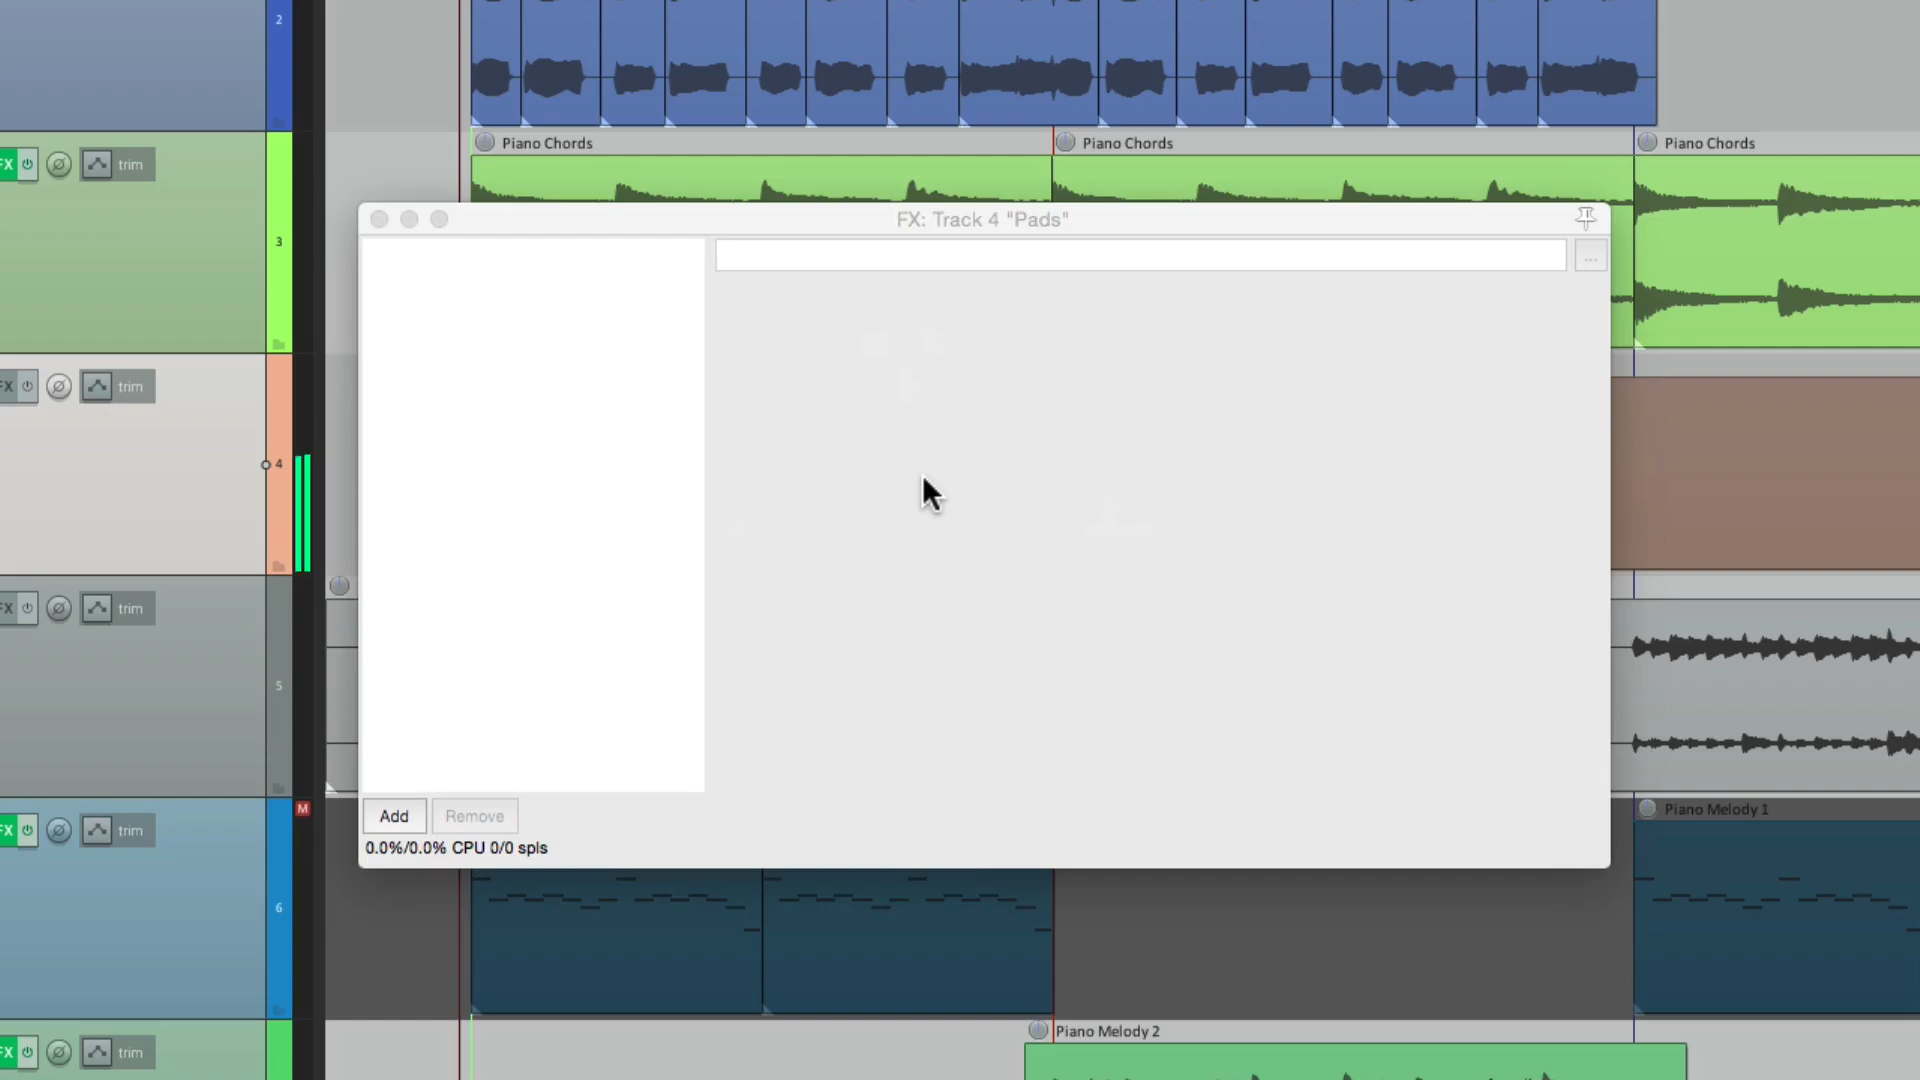 2
Piano Chords
Piano Chords
Piano Chords
FX
trim
FX: Track 4 "Pads"
3
...
FX
trim
4
FX
trim
5
M
Piano Melody 1
Add
Remove
FX
trim
0.0%/0.0% CPU 0/0 spls
6
6
Piano Melody 2
FX
trim